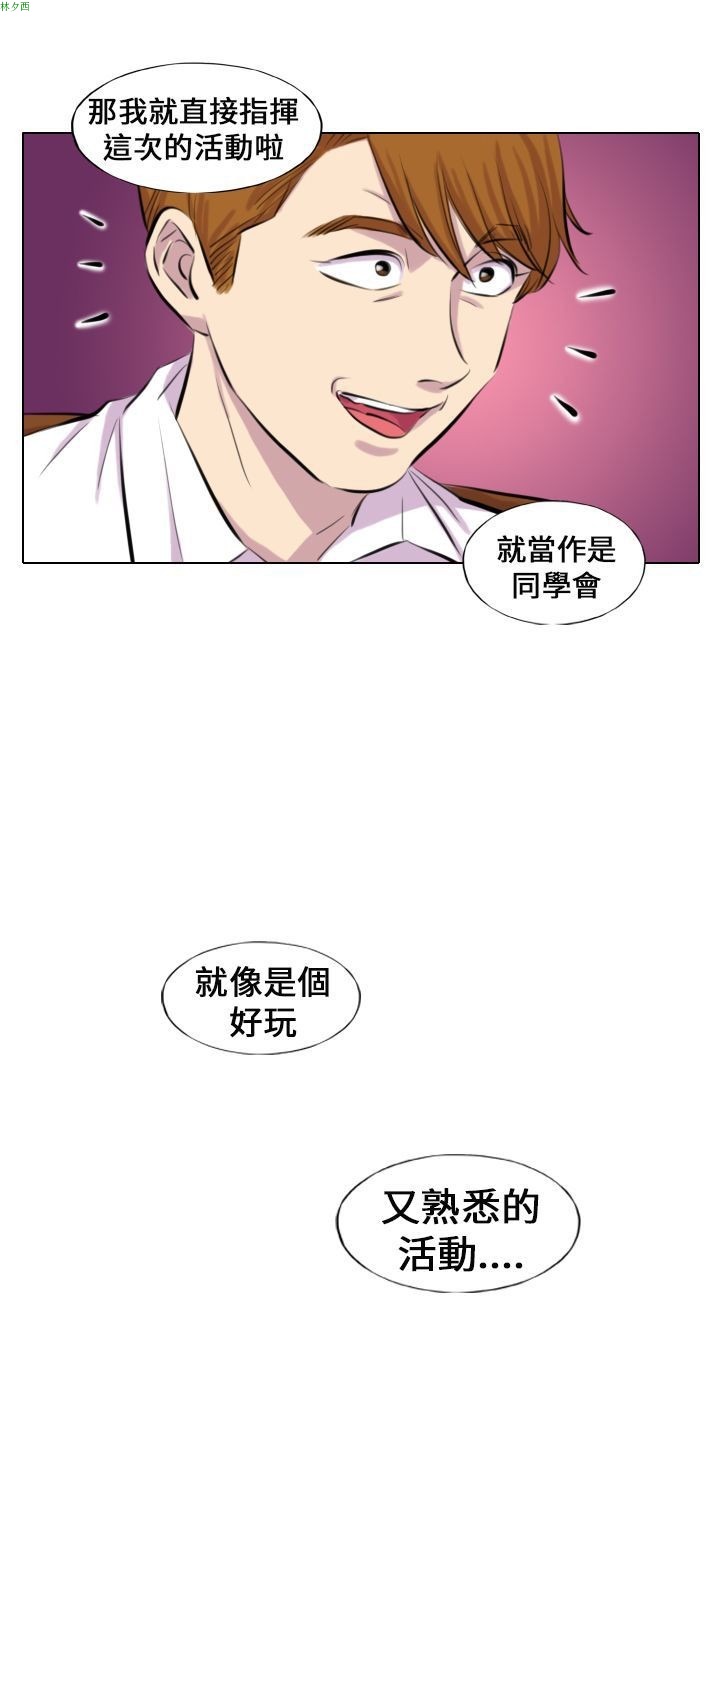 林夕西
那我就直接指揮
這次的活動啦
就當作是
同學會
就像是個
好玩
又熟悉的
活動....